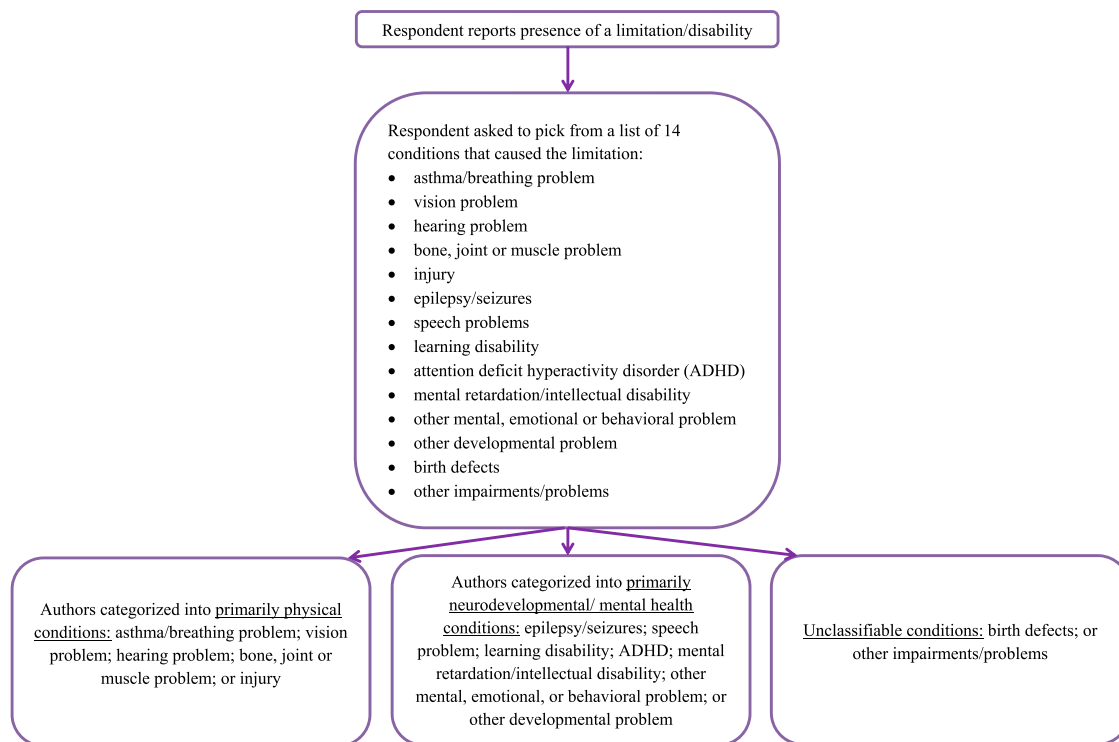 Respondent reports presence of a limitation/disability
Respondent asked to pick from a list of 14
conditions that caused the limitation:
• asthma/breathing problem
• vision problem
• hearing problem
• bone, joint or muscle problem
• injury
• epilepsy/seizures
• speech problems
• learning disability
• attention deficit hyperactivity disorder (ADHD)
• mental retardation/intellectual disability
• other mental, emotional or behavioral problem
• other developmental problem
• birth defects
• other impairments/problems
Authors categorized into primarily physical
conditions: asthma/breathing problem; vision
problem; hearing problem; bone, joint or
muscle problem; or injury
Authors categorized into primarily
neurodevelopmental/ mental health
conditions: epilepsy/seizures; speech
problem; learning disability; ADHD; mental
retardation/intellectual disability; other
mental, emotional, or behavioral problem; or
other developmental problem
Unclassifiable conditions: birth defects; or
other impairments/problems